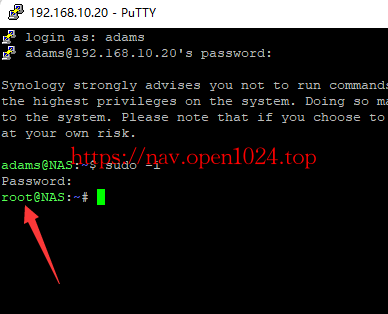 192.168.10.20 - PuTTY
login as: adams
adams@192.168.10.20's password:
Synology strongly advises you not to run commands
the highest privileges on the system. Doing so ma
to the system. Please note that if you choose to
at your own risk.
https://nav.open1024.top
adams@NAS:~$ sudo -i
Password:
root@NAS:~#